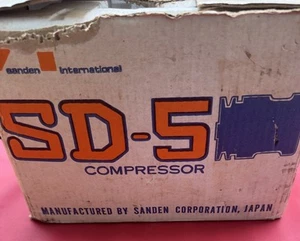 sanden international
SD-5
COMPRESSOR
MANUFACTURED BY SANDEN CORPORATION, JAPAN